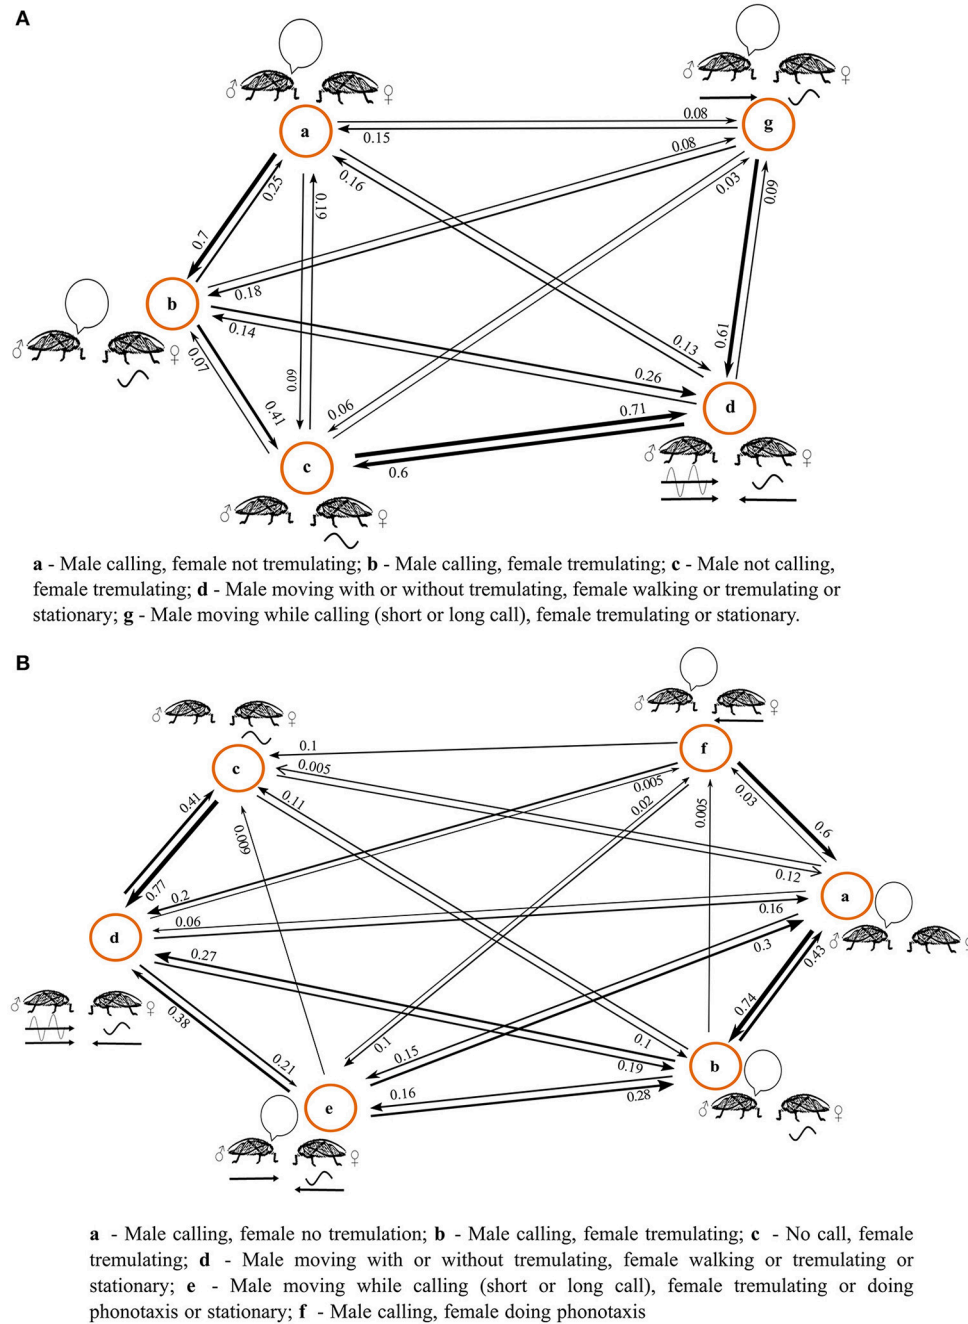 A
♂ ♀
♂ ♀
a
g
0.08
0.15
0.08
0.16
0.03
0.09
0.25
0.19
0.7
b
0.18
0.14
♂ ♀
0.07
0.41
0.09
0.06
0.13
0.26
0.61
0.71
d
0.6
c
♂ ♀
♂ ♀
a - Male calling, female not tremulating; b - Male calling, female tremulating; c - Male not calling,
female tremulating; d - Male moving with or without tremulating, female walking or tremulating or
stationary; g - Male moving while calling (short or long call), female tremulating or stationary.
B
♂ ♀
♂ ♀
c
f
0.1
0.005
0.41
0.11
0.009
0.005
0.02
0.005
0.03
0.6
0.77
0.2
0.12
a
0.06
0.16
♂ ♀
d
0.27
0.3
0.43
0.74
♂ ♀
0.38
0.21
0.1
0.15
0.1
0.19
b
0.16
0.28
e
♂ ♀
♂ ♀
a - Male calling, female no tremulation; b - Male calling, female tremulating; c - No call, female
tremulating; d - Male moving with or without tremulating, female walking or tremulating or
stationary; e - Male moving while calling (short or long call), female tremulating or doing
phonotaxis or stationary; f - Male calling, female doing phonotaxis